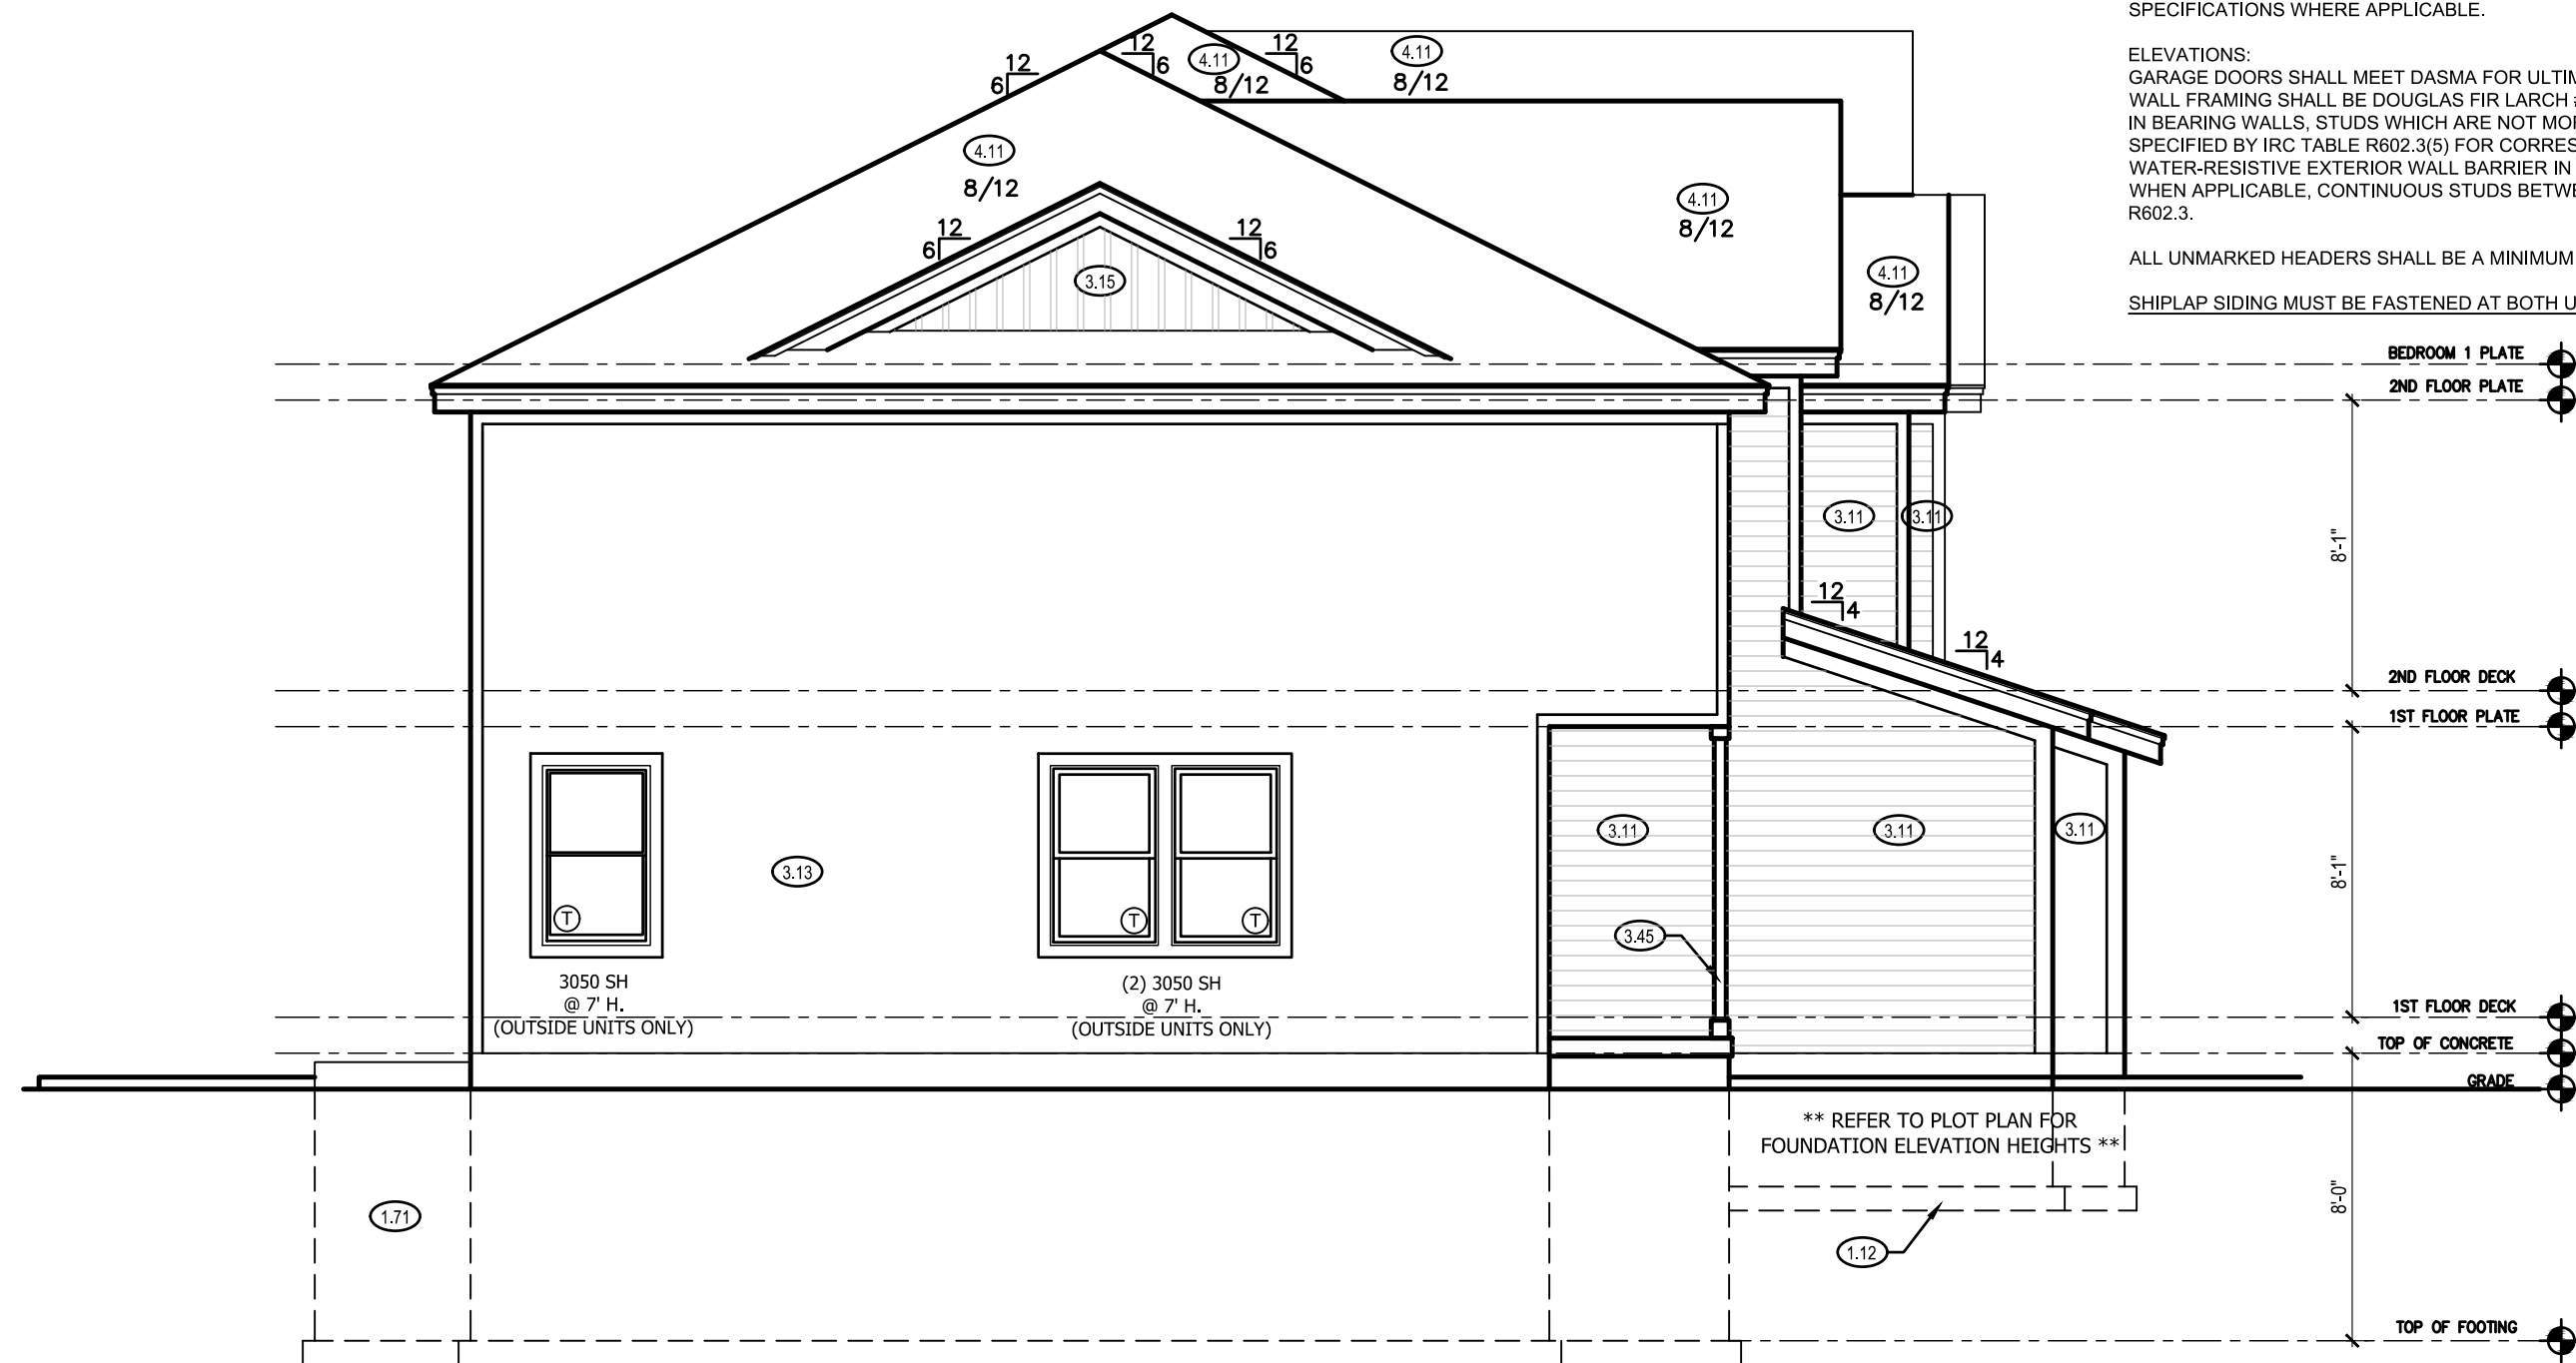 SPECIFICATIONS WHERE APPLICABLE.
ELEVATIONS:
GARAGE DOORS SHALL MEET DASMA FOR ULTIM
WALL FRAMING SHALL BE DOUGLAS FIR LARCH
IN BEARING WALLS, STUDS WHICH ARE NOT MOR
SPECIFIED BY IRC TABLE R602.3(5) FOR CORRES
WATER-RESISTIVE EXTERIOR WALL BARRIER IN
WHEN APPLICABLE, CONTINUOUS STUDS BETWE
R602.3.
ALL UNMARKED HEADERS SHALL BE A MINIMUM
SHIPLAP SIDING MUST BE FASTENED AT BOTH U
12
6
12
6
4.11
8/12
12
6
4.11
8/12
4.11
8/12
12
6
12
6
3.15
4.11
8/12
4.11
8/12
BEDROOM 1 PLATE
2ND FLOOR PLATE
8'-1"
3.11
3.11
12
4
12
4
2ND FLOOR DECK
1ST FLOOR PLATE
8'-1"
3.13
3.11
3.11
3.11
3.45
T
T
T
3050 SH
@ 7' H.
(OUTSIDE UNITS ONLY)
(2) 3050 SH
@ 7' H.
(OUTSIDE UNITS ONLY)
1ST FLOOR DECK
TOP OF CONCRETE
GRADE
** REFER TO PLOT PLAN FOR
FOUNDATION ELEVATION HEIGHTS **
8'-0"
1.71
1.12
TOP OF FOOTING